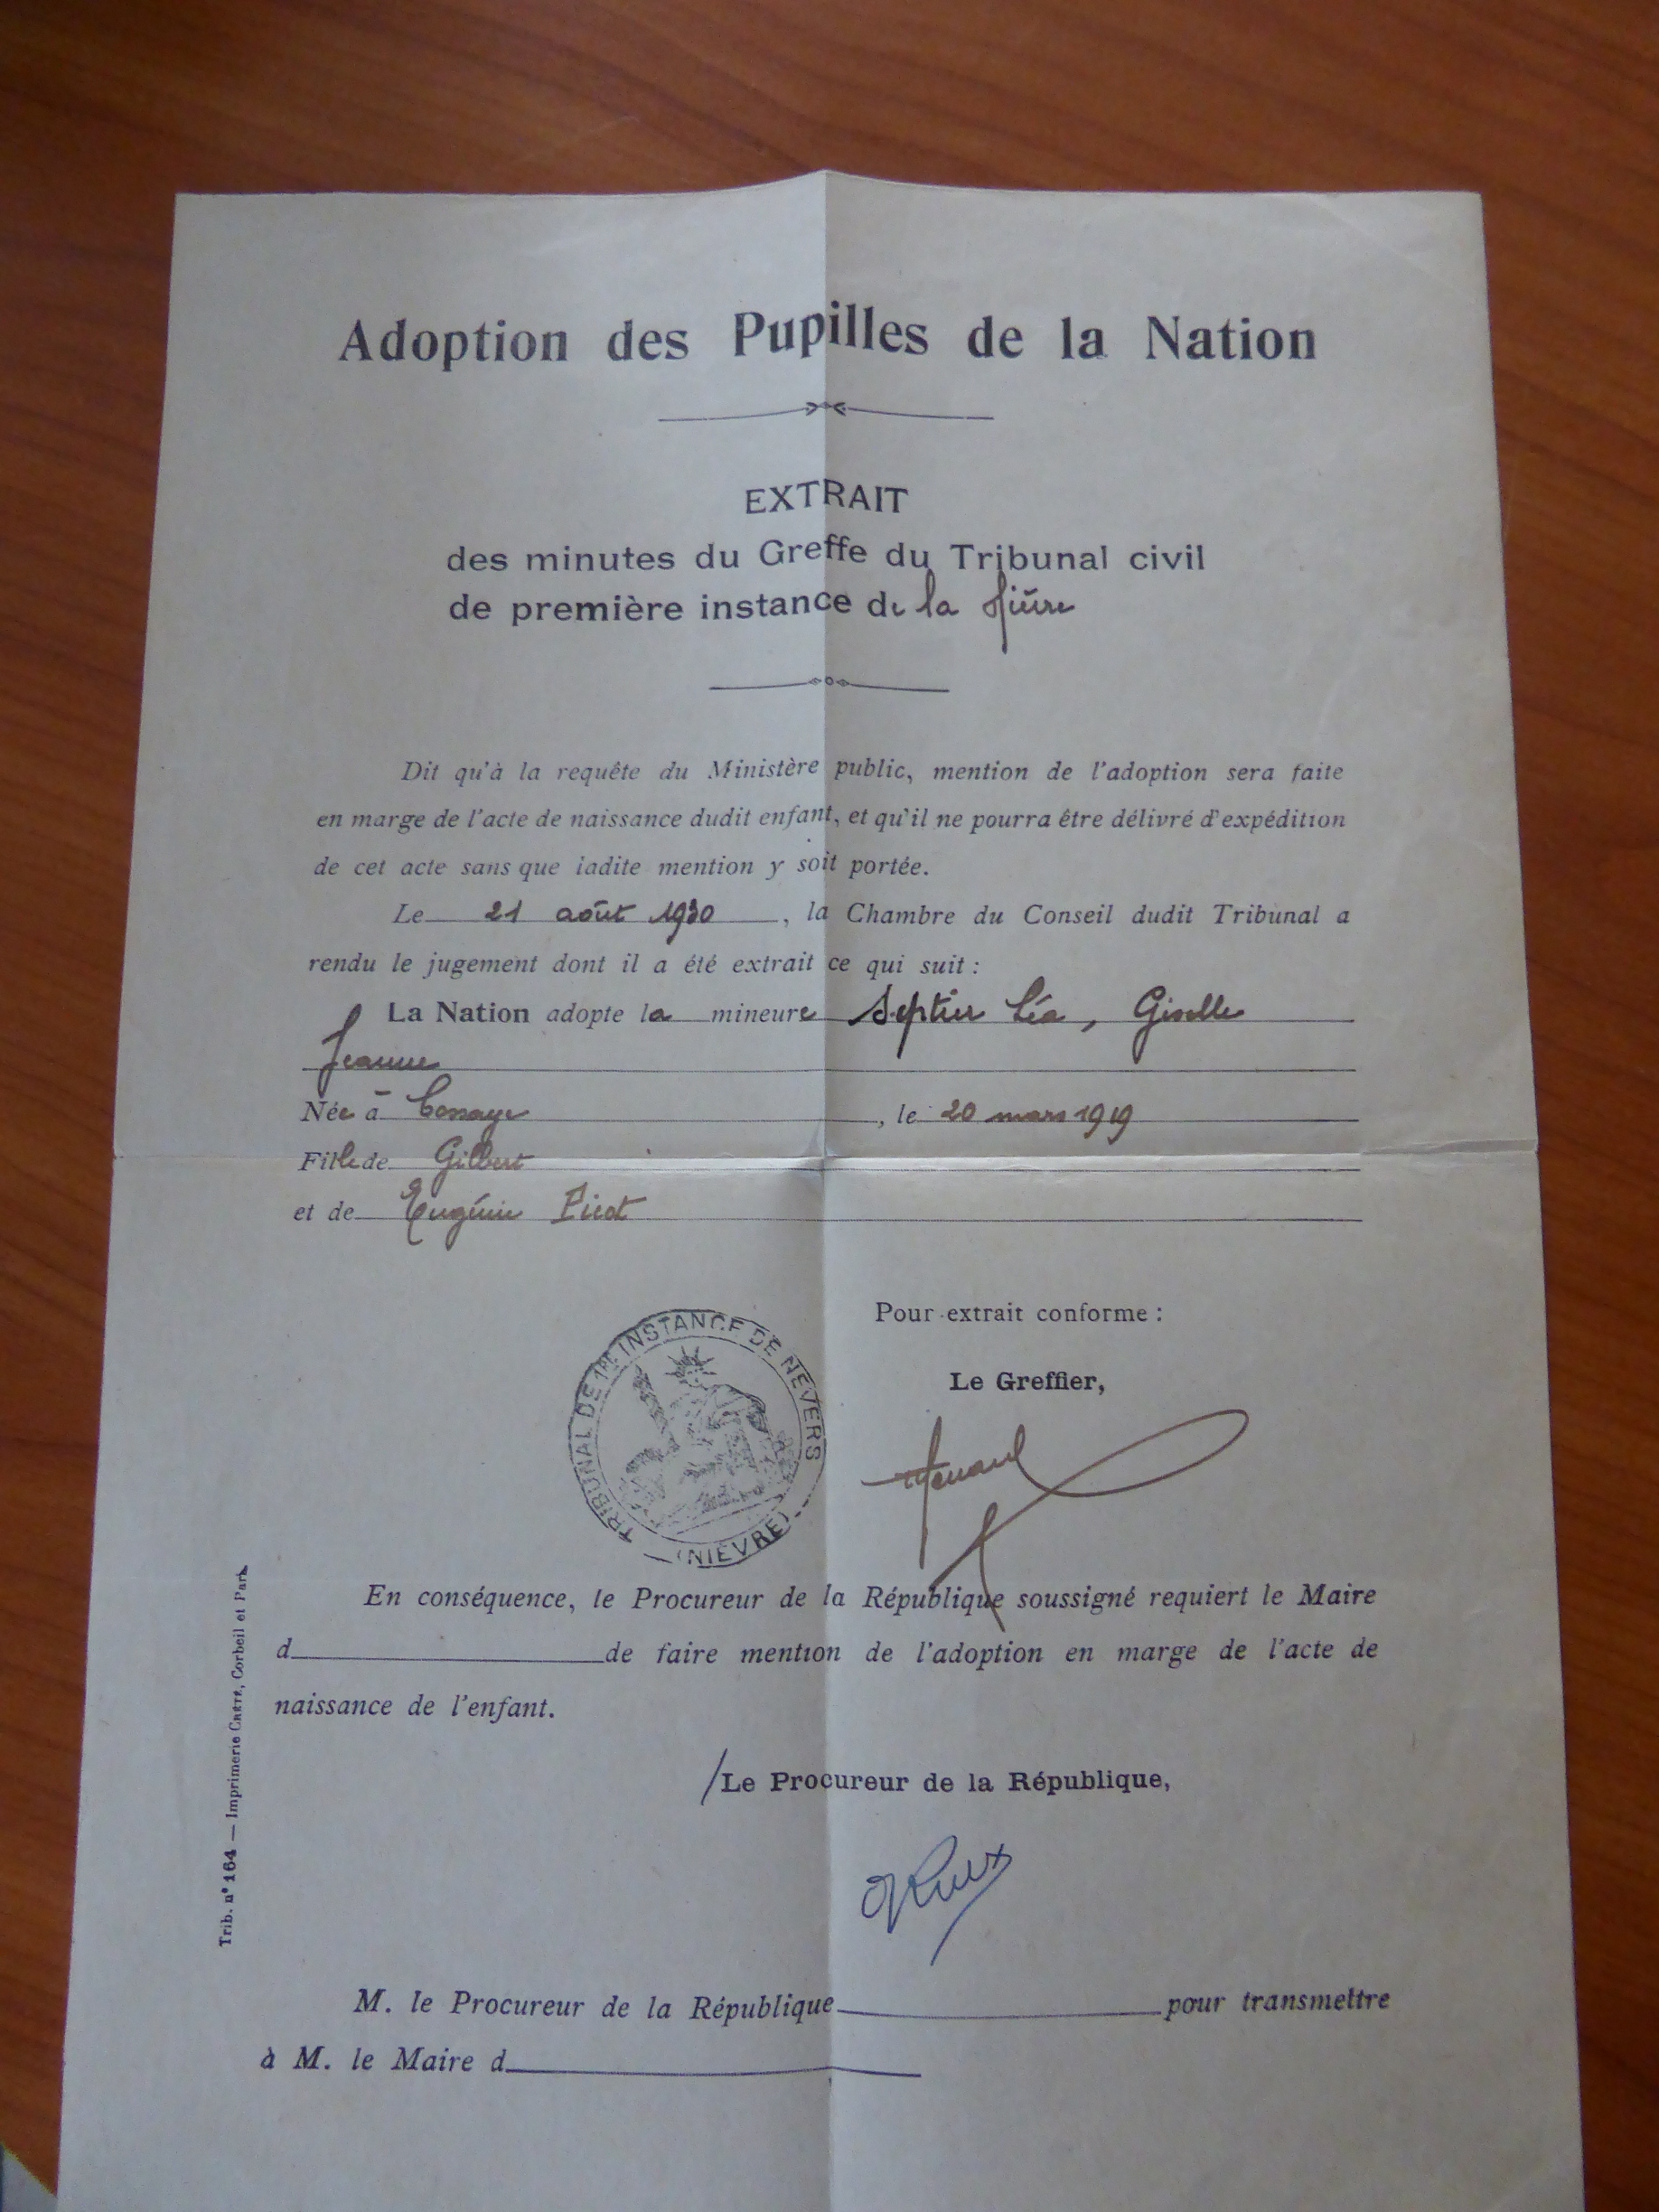 Adoption des Pupilles de la Nation
EXTRAIT
des minutes du Greffe du Tribunal civil
de première instance de la Nièvre
Dit qu'à la requête du Ministère public, mention de l'adoption sera faite
en marge de l'acte de naissance dudit enfant, et qu'il ne pourra être délivré d'expédition
de cet acte sans que ladite mention y soit portée.
Le 21 août 1930, la Chambre du Conseil dudit Tribunal a
rendu le jugement dont il a été extrait ce qui suit :
La Nation adopte la mineure Septier Léa, Giselle
Jeanne
Née à Cossaye, le 20 mars 1919
Fille de Gilbert
et de Eugénie Picot
TRIBUNAL DE 1RE INSTANCE DE NEVERS
(NIEVRE)
Pour extrait conforme :
Le Greffier,
En conséquence, le Procureur de la République soussigné requiert le Maire
d de faire mention de l'adoption en marge de l'acte de
naissance de l'enfant.
/Le Procureur de la République,
M. le Procureur de la République pour transmettre
à M. le Maire d
Trib. n° 164 — Imprimerie CRÉTÉ, Corbeil et Paris